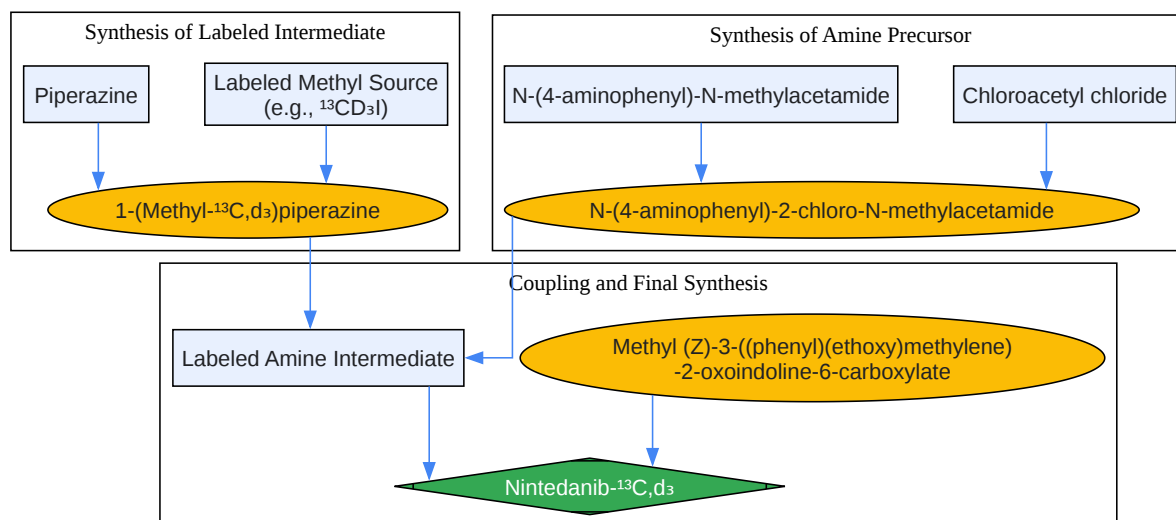 Synthesis of Labeled Intermediate
Piperazine
Labeled Methyl Source
(e.g., ¹³CD₃I)
1-(Methyl-¹³C,d₃)piperazine
Synthesis of Amine Precursor
N-(4-aminophenyl)-N-methylacetamide
Chloroacetyl chloride
N-(4-aminophenyl)-2-chloro-N-methylacetamide
Coupling and Final Synthesis
Labeled Amine Intermediate
Methyl (Z)-3-((phenyl)(ethoxy)methylene)
-2-oxoindoline-6-carboxylate
Nintedanib-¹³C,d₃